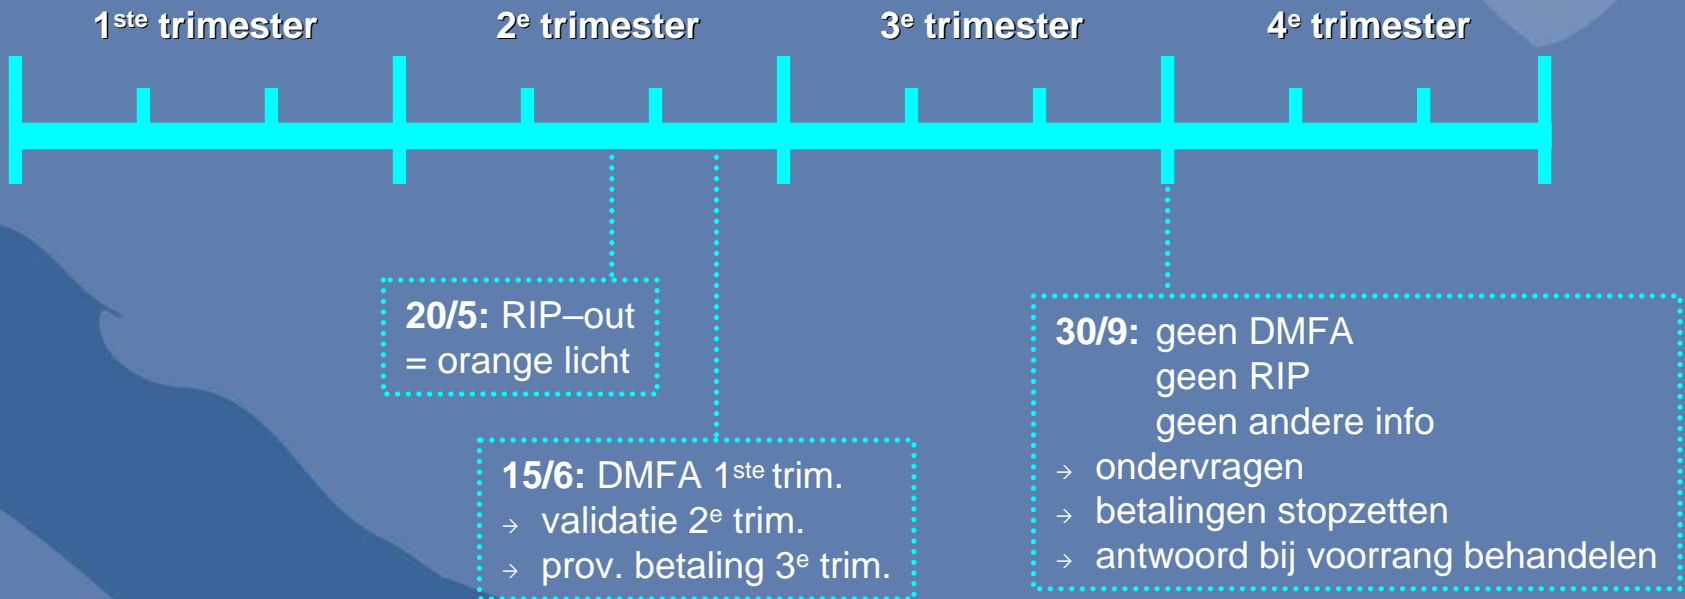 1ste trimester
2e trimester
3e trimester
4e trimester
20/5: RIP–out
= orange licht
15/6: DMFA 1ste trim.
→ validatie 2e trim.
→ prov. betaling 3e trim.
30/9: geen DMFA
geen RIP
geen andere info
→ ondervragen
→ betalingen stopzetten
→ antwoord bij voorrang behandelen